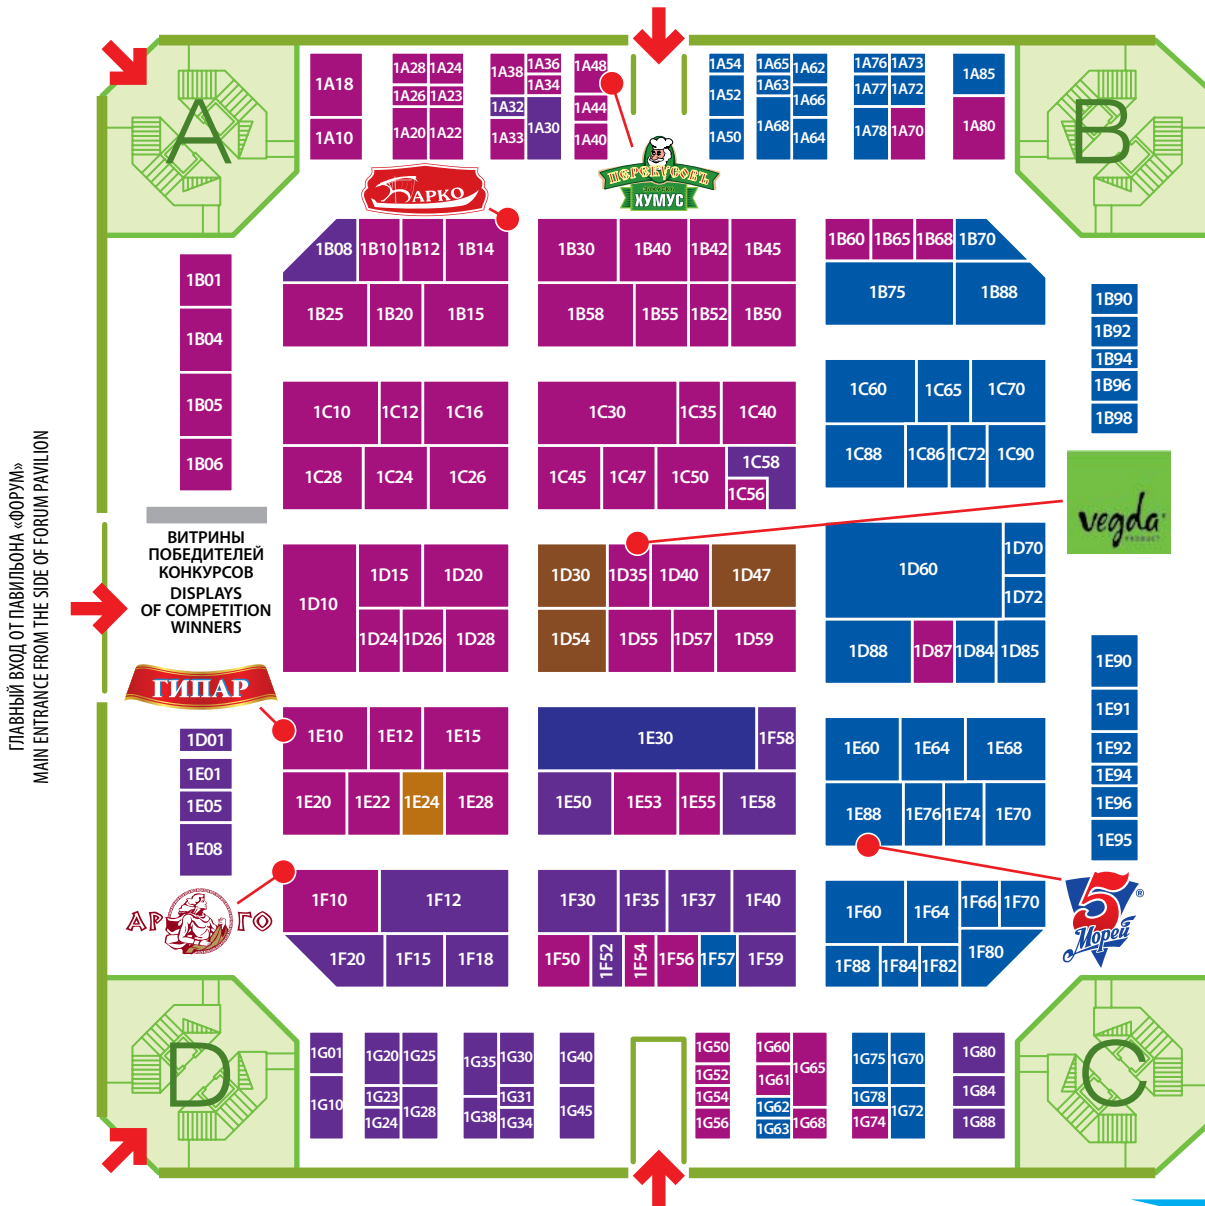 1A18
1A10
1A28
1A24
1A26
1A23
1A20
1A22
1A38
1A36
1A34
1A32
1A33
1A30
1A48
1A44
1A40
1A54
1A52
1A50
1A65
1A62
1A63
1A66
1A68
1A64
1A76
1A73
1A77
1A72
1A78
1A70
1A85
1A80
A
B
БАРКО
ПЕРЕКУСОВЪ
ХУМУС
1B01
1B04
1B05
1B06
1B08
1B10
1B12
1B14
1B25
1B20
1B15
1B30
1B40
1B42
1B45
1B58
1B55
1B52
1B50
1B60
1B65
1B68
1B70
1B75
1B88
1B90
1B92
1B94
1B96
1B98
1C10
1C12
1C16
1C28
1C24
1C26
1C30
1C35
1C40
1C45
1C47
1C50
1C58
1C56
1C60
1C65
1C70
1C88
1C86
1C72
1C90
ГЛАВНЫЙ ВХОД ОТ ПАВИЛЬОНА «ФОРУМ»
MAIN ENTRANCE FROM THE SIDE OF FORUM PAVILION
ВИТРИНЫ
ПОБЕДИТЕЛЕЙ
КОНКУРСОВ
DISPLAYS
OF COMPETITION
WINNERS
vegda
PRODUCT
1D10
1D15
1D20
1D24
1D26
1D28
1D30
1D35
1D40
1D47
1D54
1D55
1D57
1D59
1D60
1D70
1D72
1D88
1D87
1D84
1D85
ГИПАР
1D01
1E01
1E05
1E08
1E10
1E12
1E15
1E20
1E22
1E24
1E28
1E30
1F58
1E50
1E53
1E55
1E58
1E60
1E64
1E68
1E88
1E76
1E74
1E70
1E90
1E91
1E92
1E94
1E96
1E95
АРГО
1F10
1F12
1F20
1F15
1F18
1F30
1F35
1F37
1F40
1F50
1F52
1F54
1F56
1F57
1F59
1F60
1F64
1F66
1F70
1F88
1F84
1F82
1F80
5
Морей
®
D
C
1G01
1G10
1G20
1G25
1G23
1G28
1G24
1G35
1G30
1G31
1G38
1G34
1G40
1G45
1G50
1G52
1G54
1G56
1G60
1G65
1G61
1G62
1G63
1G68
1G75
1G70
1G78
1G72
1G74
1G80
1G84
1G88